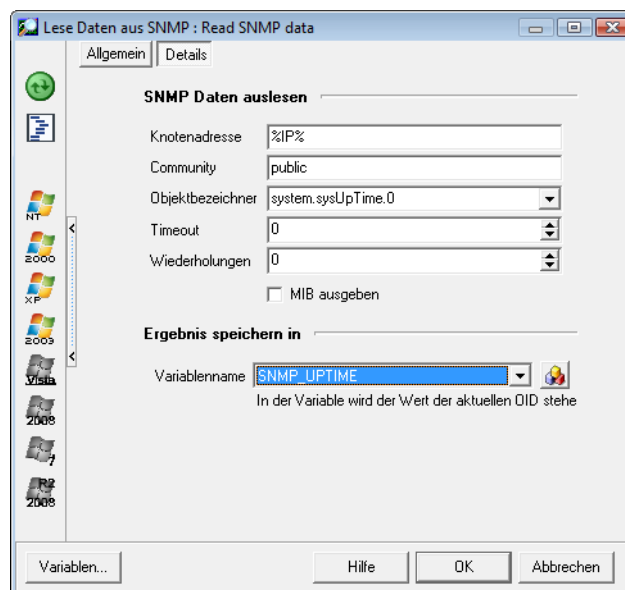 Lese Daten aus SNMP : Read SNMP data
Allgemein Details
SNMP Daten auslesen
Knotenadresse %IP%
Community public
Objektbezeichner system.sysUpTime.0
Timeout 0
Wiederholungen 0
MIB ausgeben
Ergebnis speichern in
Variablenname SNMP_UPTIME
In der Variable wird der Wert der aktuellen OID stehe
NT
2000
XP
2003
Vista
2008
7
R2
2008
Variablen... Hilfe OK Abbrechen